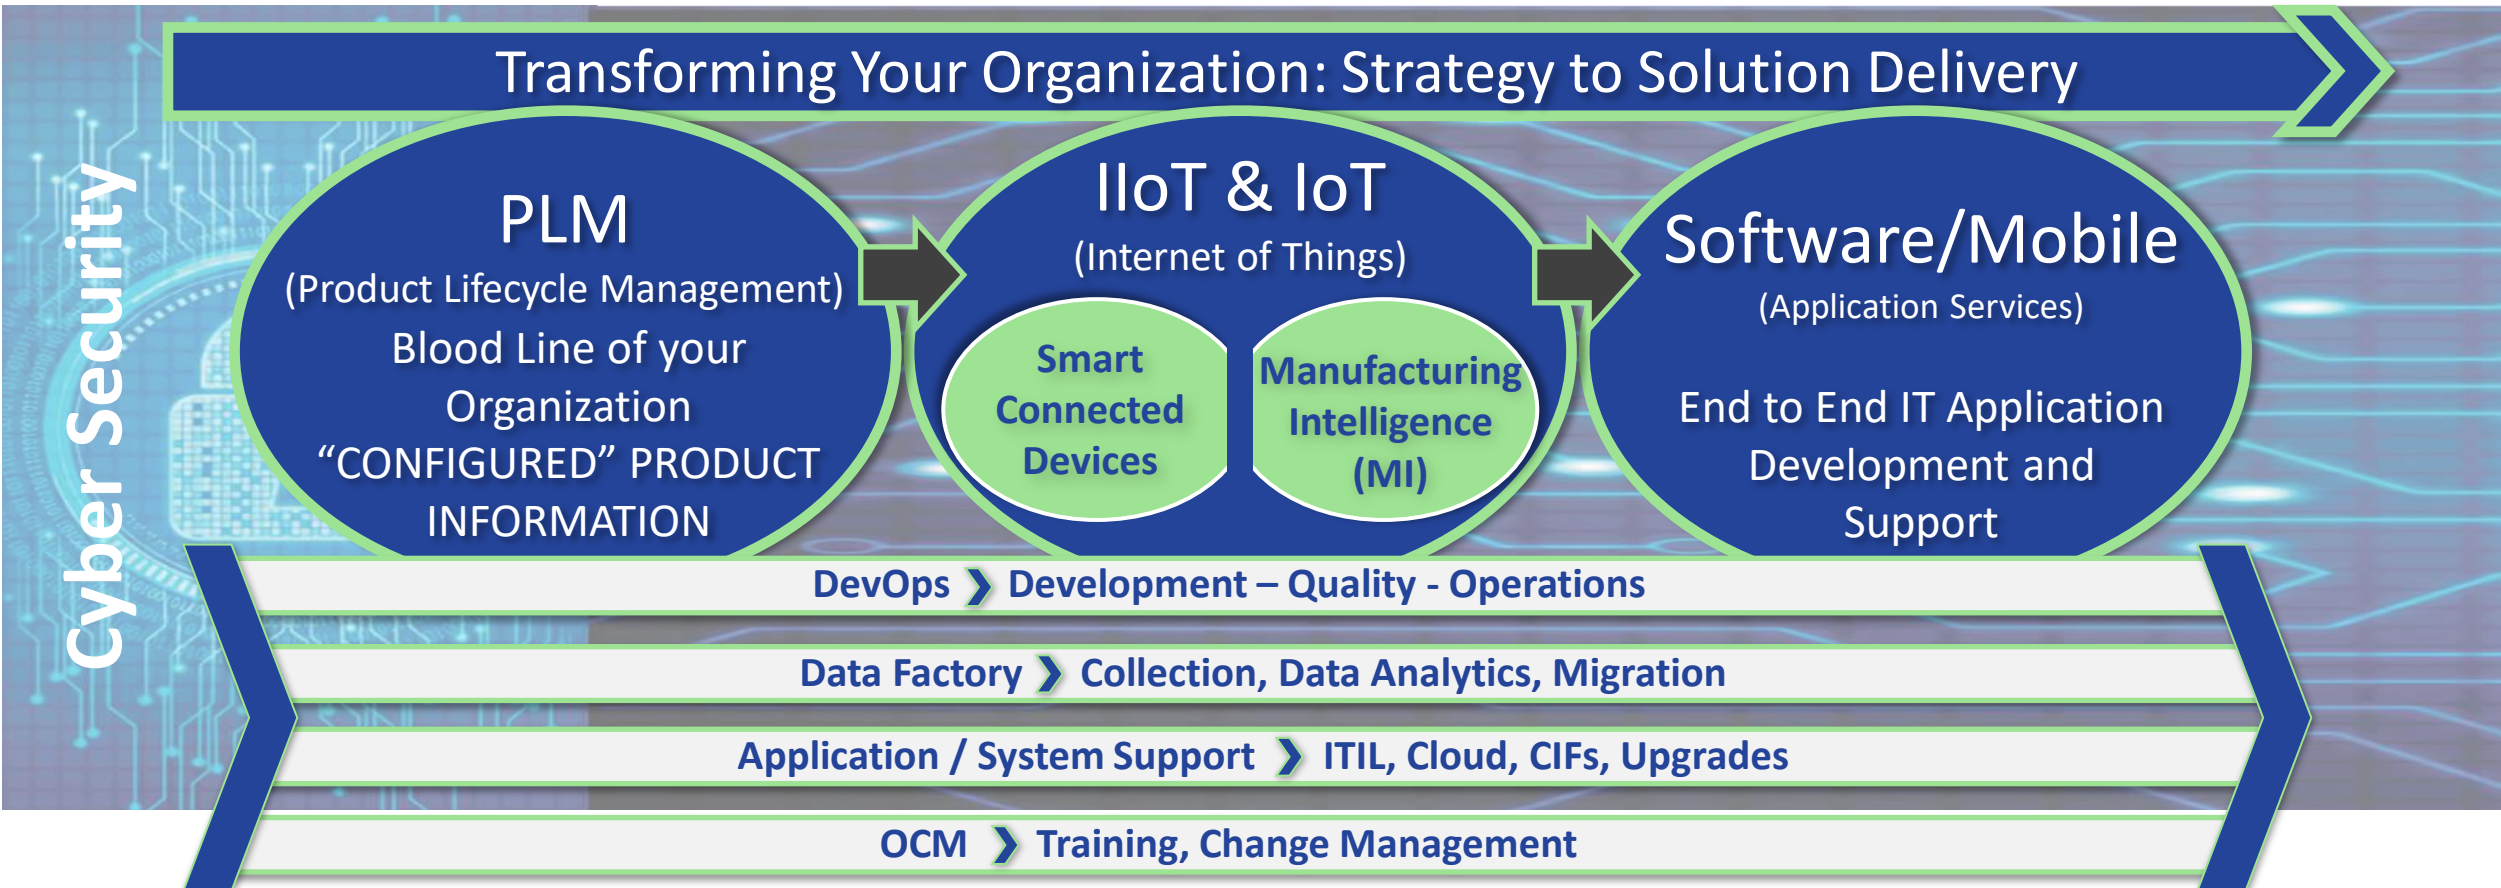 Transforming Your Organization: Strategy to Solution Delivery
Cyber Security
PLM
(Product Lifecycle Management)
Blood Line of your
Organization
“CONFIGURED” PRODUCT
INFORMATION
IIoT & IoT
(Internet of Things)
Smart
Connected
Devices
Manufacturing
Intelligence
(MI)
Software/Mobile
(Application Services)
End to End IT Application
Development and
Support
DevOps ❯ Development – Quality - Operations
Data Factory ❯ Collection, Data Analytics, Migration
Application / System Support ❯ ITIL, Cloud, CIFs, Upgrades
OCM ❯ Training, Change Management